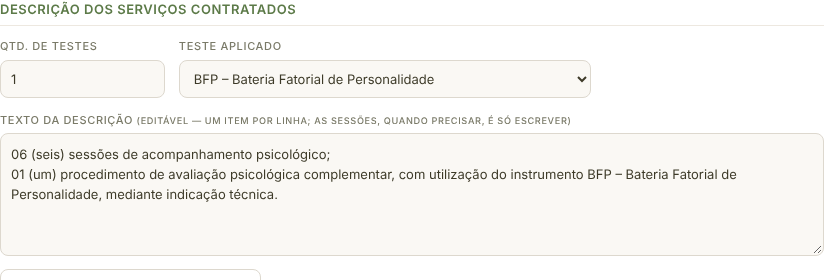 DESCRIÇÃO DOS SERVIÇOS CONTRATADOS
QTD. DE TESTES
TESTE APLICADO
1
BFP – Bateria Fatorial de Personalidade
TEXTO DA DESCRIÇÃO (EDITÁVEL — UM ITEM POR LINHA; AS SESSÕES, QUANDO PRECISAR, É SÓ ESCREVER)
06 (seis) sessões de acompanhamento psicológico;
01 (um) procedimento de avaliação psicológica complementar, com utilização do instrumento BFP – Bateria Fatorial de
Personalidade, mediante indicação técnica.